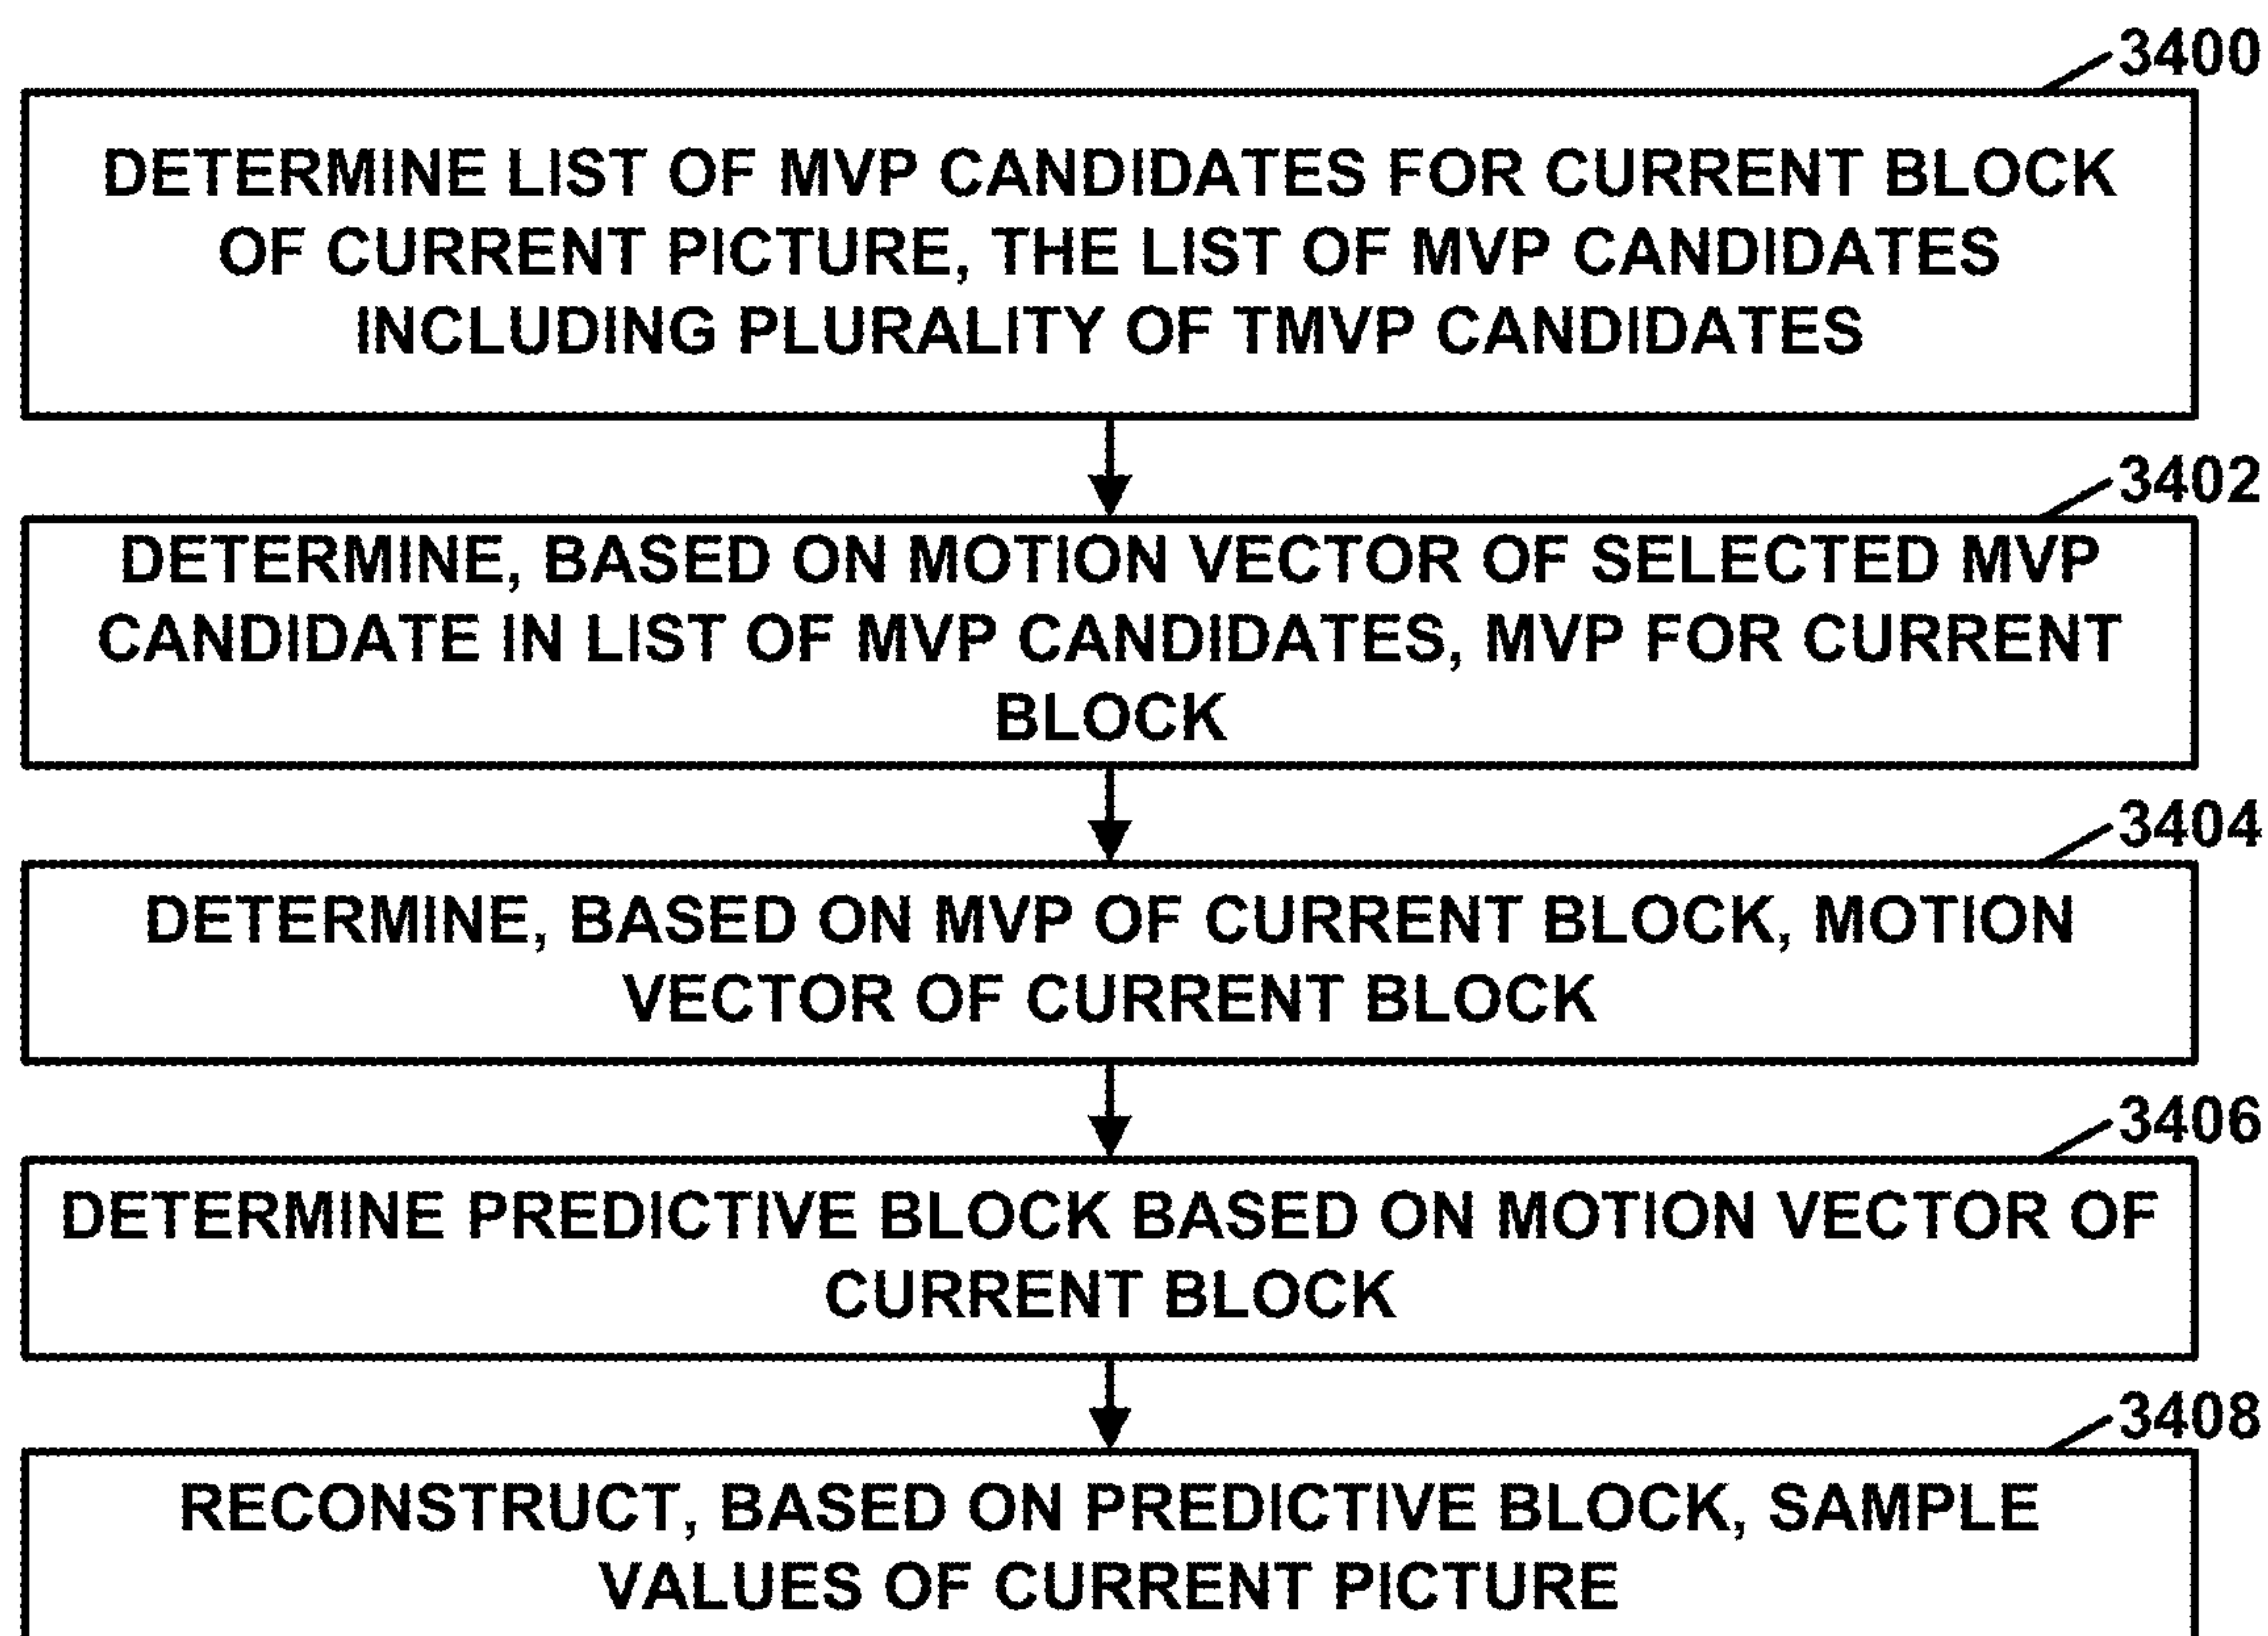 3400
DETERMINE LIST OF MVP CANDIDATES FOR CURRENT BLOCK
OF CURRENT PICTURE, THE LIST OF MVP CANDIDATES
INCLUDING PLURALITY OF TMVP CANDIDATES
3402
DETERMINE, BASED ON MOTION VECTOR OF SELECTED MVP
CANDIDATE IN LIST OF MVP CANDIDATES, MVP FOR CURRENT
BLOCK
3404
DETERMINE, BASED ON MVP OF CURRENT BLOCK, MOTION
VECTOR OF CURRENT BLOCK
3406
DETERMINE PREDICTIVE BLOCK BASED ON MOTION VECTOR OF
CURRENT BLOCK
3408
RECONSTRUCT, BASED ON PREDICTIVE BLOCK, SAMPLE
VALUES OF CURRENT PICTURE